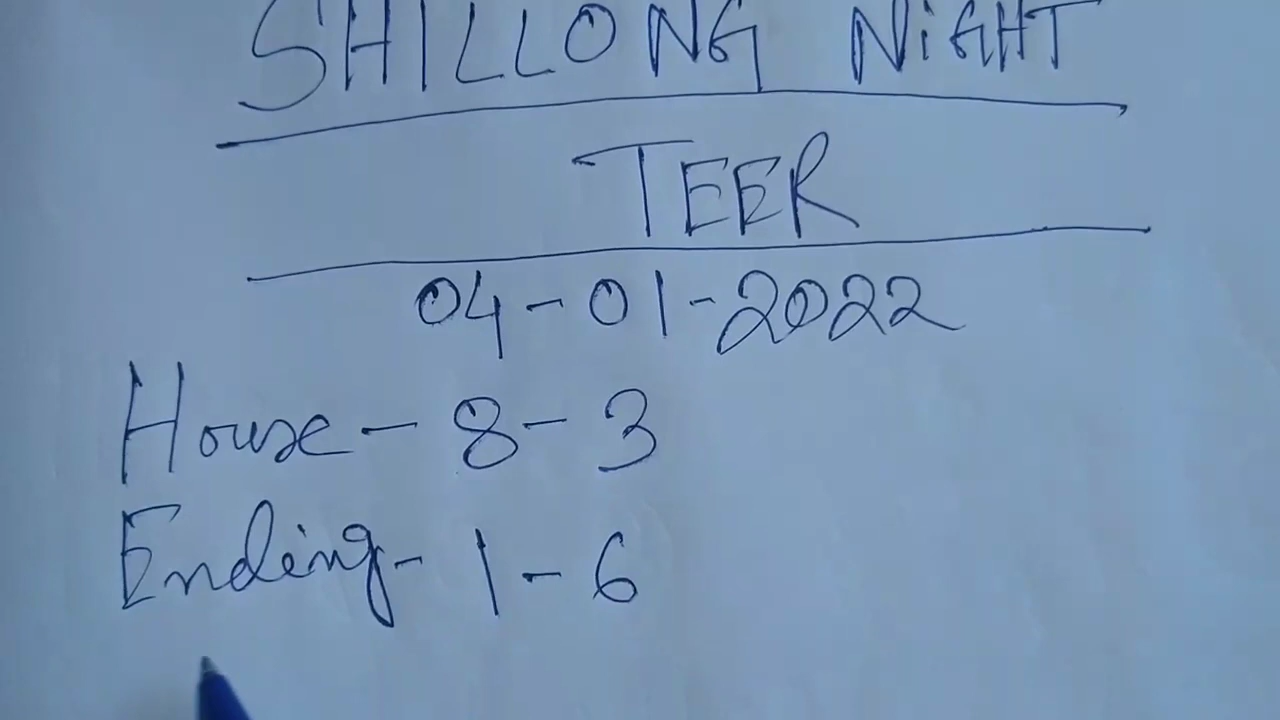 SHILLONG NiGHT
TEER
04-01-2022
House - 8 - 3
Ending - 1 - 6